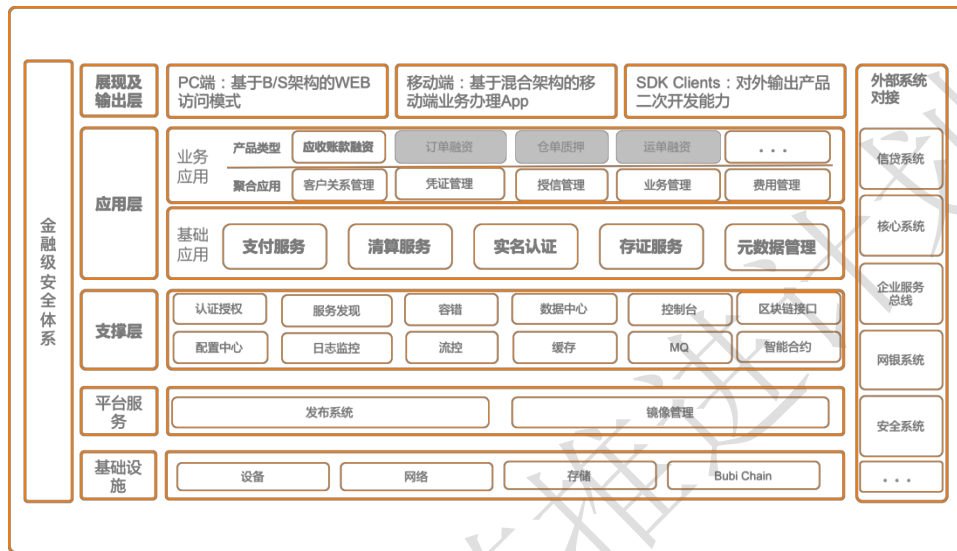 金融级安全体系
展现及
输出层
PC端：基于B/S架构的WEB
访问模式
移动端：基于混合架构的移
动端业务办理App
SDK Clients：对外输出产品
二次开发能力
应用层
业务
应用
产品类型
应收账款融资
订单融资
仓单质押
运单融资
...
聚合应用
客户关系管理
凭证管理
授信管理
业务管理
费用管理
基础
应用
支付服务
清算服务
实名认证
存证服务
元数据管理
支撑层
认证授权
服务发现
容错
数据中心
控制台
区块链接口
配置中心
日志监控
流控
缓存
MQ
智能合约
平台服
务
发布系统
镜像管理
基础设
施
设备
网络
存储
Bubi Chain
外部系统
对接
信贷系统
核心系统
企业服务
总线
网银系统
安全系统
...
推进计划